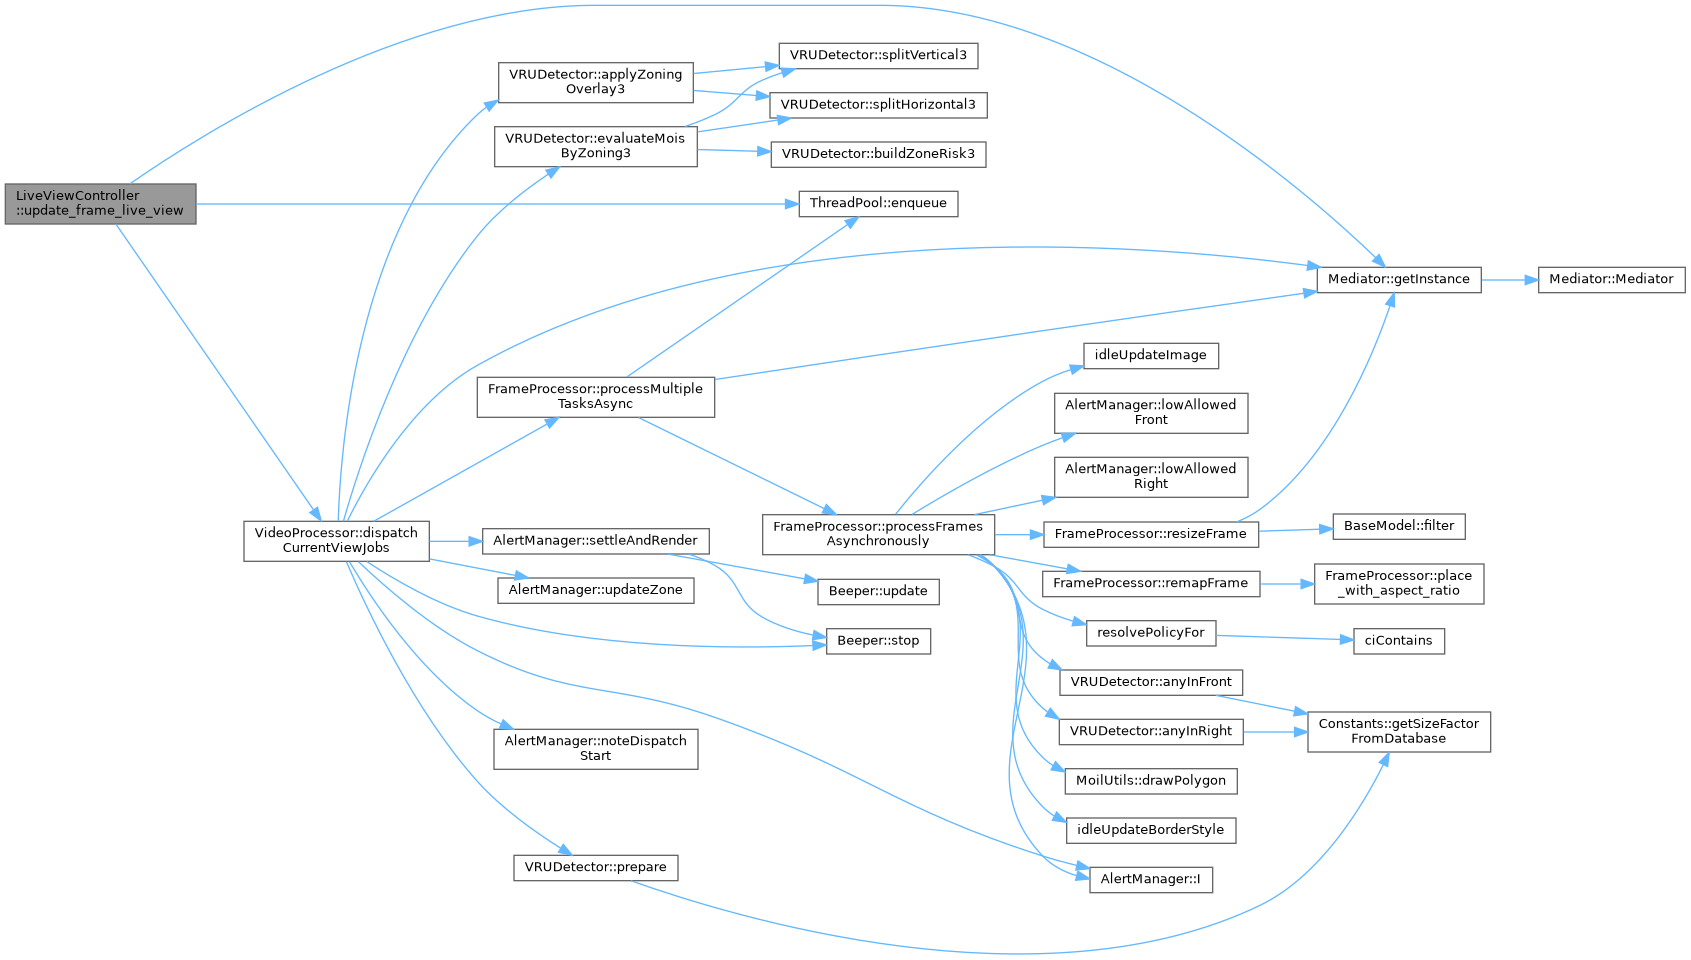 LiveViewController
::update_frame_live_view
VRUDetector::applyZoning
Overlay3
VRUDetector::evaluateMois
ByZoning3
VRUDetector::splitVertical3
VRUDetector::splitHorizontal3
VRUDetector::buildZoneRisk3
ThreadPool::enqueue
Mediator::getInstance
Mediator::Mediator
FrameProcessor::processMultiple
TasksAsync
idleUpdateImage
AlertManager::lowAllowed
Front
AlertManager::lowAllowed
Right
VideoProcessor::dispatch
CurrentViewJobs
AlertManager::settleAndRender
AlertManager::updateZone
FrameProcessor::processFrames
Asynchronously
FrameProcessor::resizeFrame
BaseModel::filter
FrameProcessor::remapFrame
FrameProcessor::place
_with_aspect_ratio
Beeper::update
Beeper::stop
resolvePolicyFor
ciContains
VRUDetector::anyInFront
VRUDetector::anyInRight
Constants::getSizeFactor
FromDatabase
AlertManager::noteDispatch
Start
MoilUtils::drawPolygon
idleUpdateBorderStyle
VRUDetector::prepare
AlertManager::I